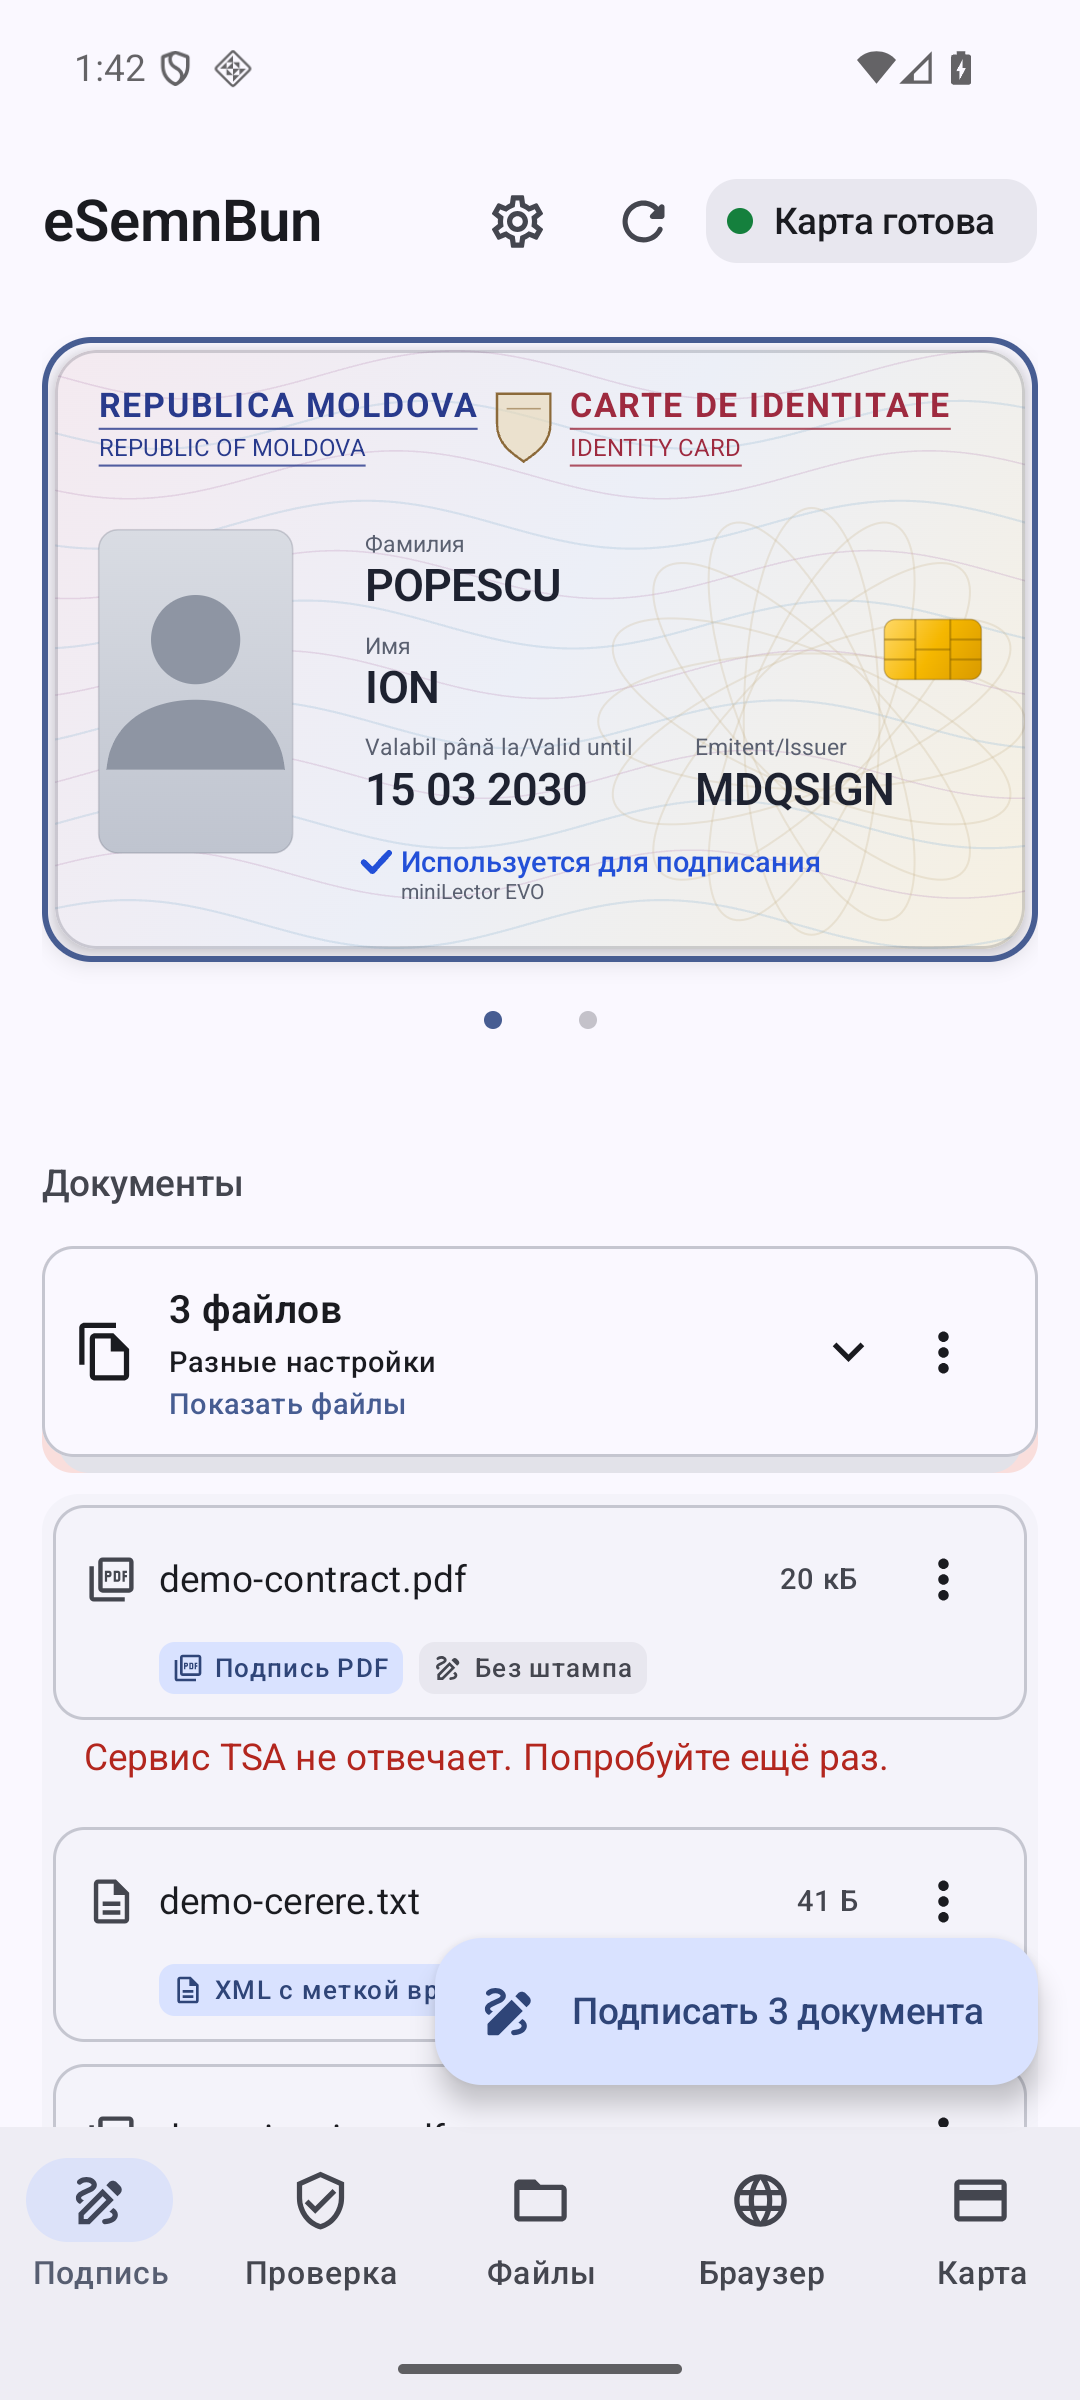 1:42
eSemnBun
Карта готова
REPUBLICA MOLDOVA
REPUBLIC OF MOLDOVA
CARTE DE IDENTITATE
IDENTITY CARD
Фамилия
POPESCU
Имя
ION
Valabil până la/Valid until
15 03 2030
Emitent/Issuer
MDQSIGN
Используется для подписания
miniLector EVO
Документы
3 файлов
Разные настройки
Показать файлы
PDF
demo-contract.pdf
20 кБ
PDF
Подпись PDF
Без штампа
Сервис TSA не отвечает. Попробуйте ещё раз.
demo-cerere.txt
41 Б
XML с меткой вр
Подписать 3 документа
Подпись
Проверка
Файлы
Браузер
Карта